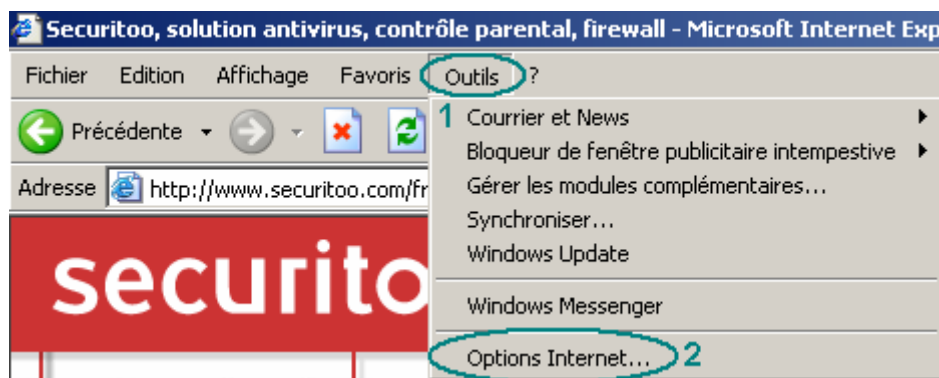 Securitoo, solution antivirus, contrôle parental, firewall - Microsoft Internet Exp
Fichier Edition Affichage Favoris Outils ?
Précédente
1 Courrier et News
Bloqueur de fenêtre publicitaire intempestive
Adresse http://www.securitoo.com/fr
Gérer les modules complémentaires...
Synchroniser...
Windows Update
securito
Windows Messenger
Options Internet... 2